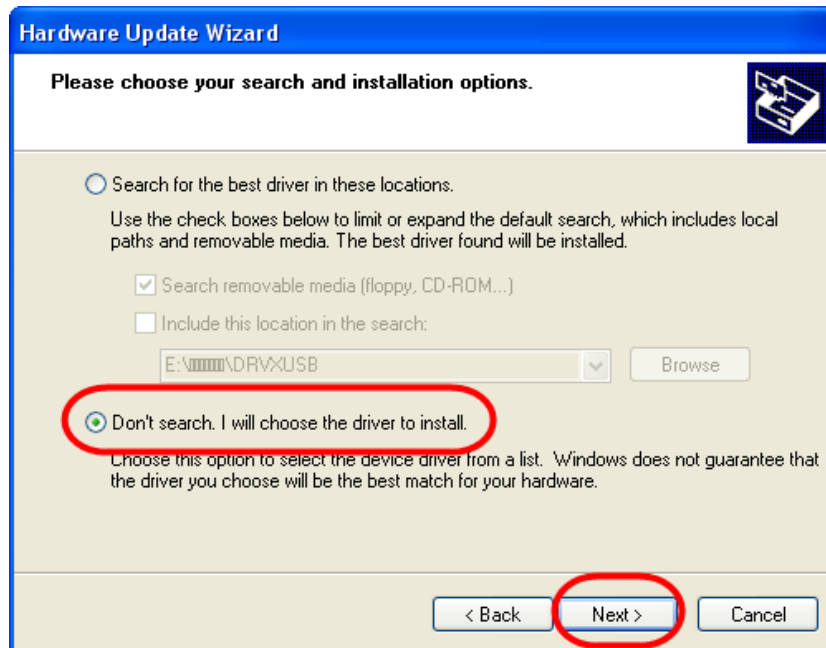 Hardware Update Wizard
Please choose your search and installation options.
Search for the best driver in these locations.
Use the check boxes below to limit or expand the default search, which includes local
paths and removable media. The best driver found will be installed.
Search removable media (floppy, CD-ROM...)
Include this location in the search:
E:\ \DRVXUSB
Browse
Don't search. I will choose the driver to install.
Choose this option to select the device driver from a list. Windows does not guarantee that
the driver you choose will be the best match for your hardware.
< Back
Next >
Cancel